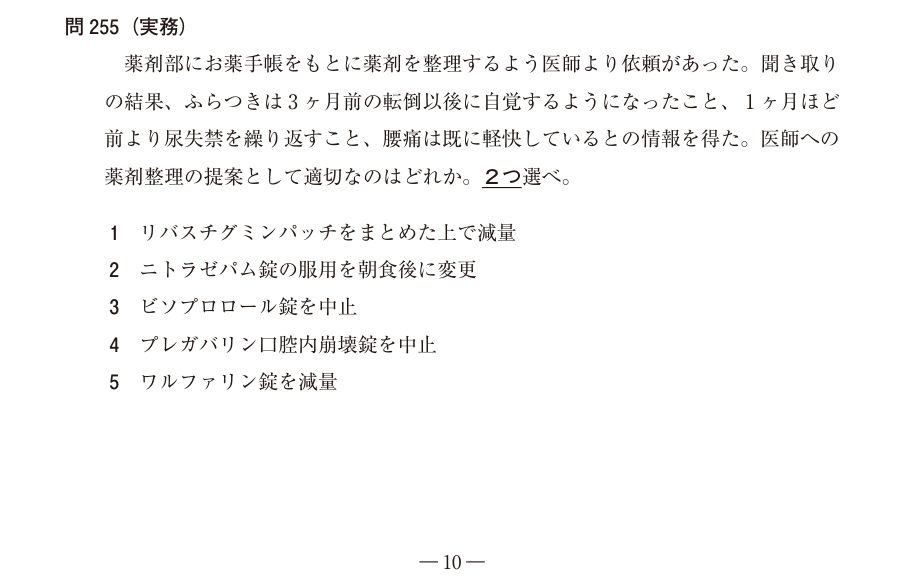 問 255（実務）
薬剤部にお薬手帳をもとに薬剤を整理するよう医師より依頼があった。聞き取り
の結果、ふらつきは３ヶ月前の転倒以後に自覚するようになったこと、１ヶ月ほど
前より尿失禁を繰り返すこと、腰痛は既に軽快しているとの情報を得た。医師への
薬剤整理の提案として適切なのはどれか。２つ選べ。
1 リバスチグミンパッチをまとめた上で減量
2 ニトラゼパム錠の服用を朝食後に変更
3 ビソプロロール錠を中止
4 プレガバリン口腔内崩壊錠を中止
5 ワルファリン錠を減量
― 10 ―